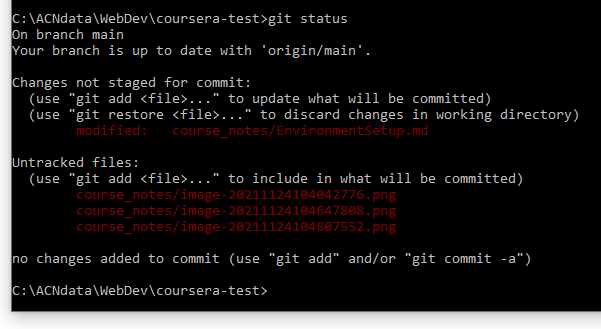 C:\ACNdata\WebDev\coursera-test>git status
On branch main
Your branch is up to date with 'origin/main'.
Changes not staged for commit:
(use "git add <file>..." to update what will be committed)
(use "git restore <file>..." to discard changes in working directory)
modified: course_notes/EnvironmentSetup.md
Untracked files:
(use "git add <file>..." to include in what will be committed)
course_notes/image-20211124104042776.png
course_notes/image-20211124104647808.png
course_notes/image-20211124104807552.png
no changes added to commit (use "git add" and/or "git commit -a")
C:\ACNdata\WebDev\coursera-test>